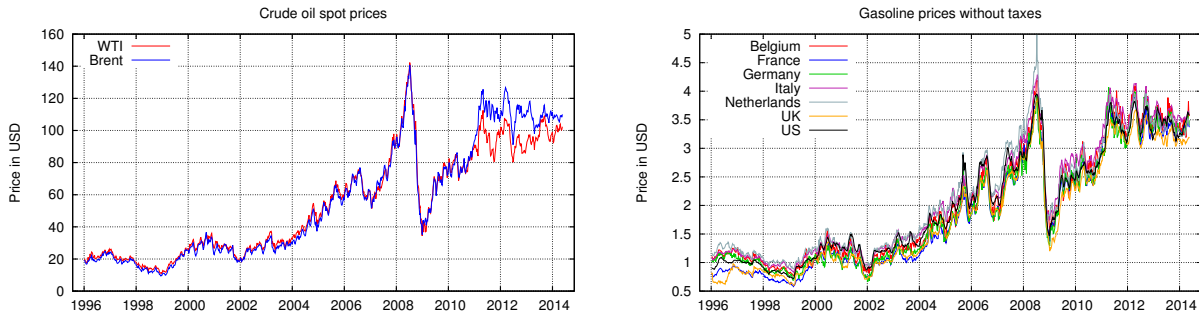 Crude oil spot prices
Price in USD
160
140
120
100
80
60
40
20
0
WTI
Brent
1996 1998 2000 2002 2004 2006 2008 2010 2012 2014
Gasoline prices without taxes
Price in USD
5
4.5
4
3.5
3
2.5
2
1.5
1
0.5
Belgium
France
Germany
Italy
Netherlands
UK
US
1996 1998 2000 2002 2004 2006 2008 2010 2012 2014